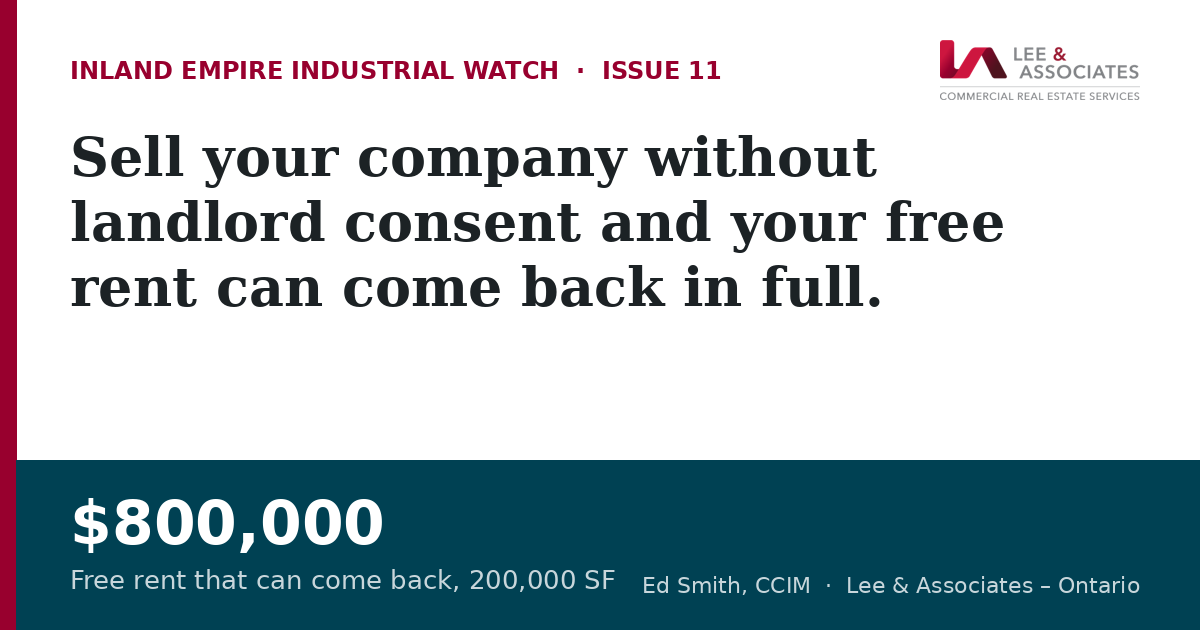 INLAND EMPIRE INDUSTRIAL WATCH · ISSUE 11
LEE &
ASSOCIATES
COMMERCIAL REAL ESTATE SERVICES
Sell your company without
landlord consent and your free
rent can come back in full.
$800,000
Free rent that can come back, 200,000 SF
Ed Smith, CCIM · Lee & Associates – Ontario